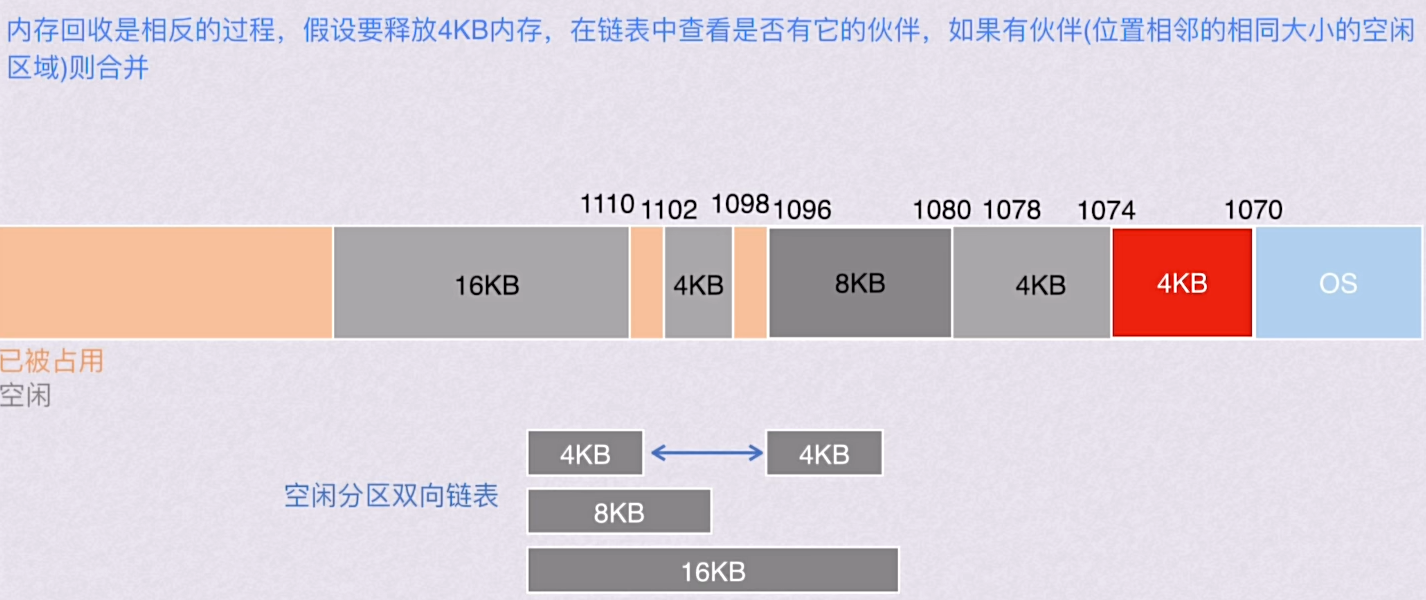 内存回收是相反的过程，假设要释放4KB内存，在链表中查看是否有它的伙伴，如果有伙伴(位置相邻的相同大小的空闲
区域)则合并
1110 1102 1098 1096 1080 1078 1074 1070
16KB 4KB 8KB 4KB 4KB OS
已被占用
空闲
4KB 4KB
空闲分区双向链表
8KB
16KB